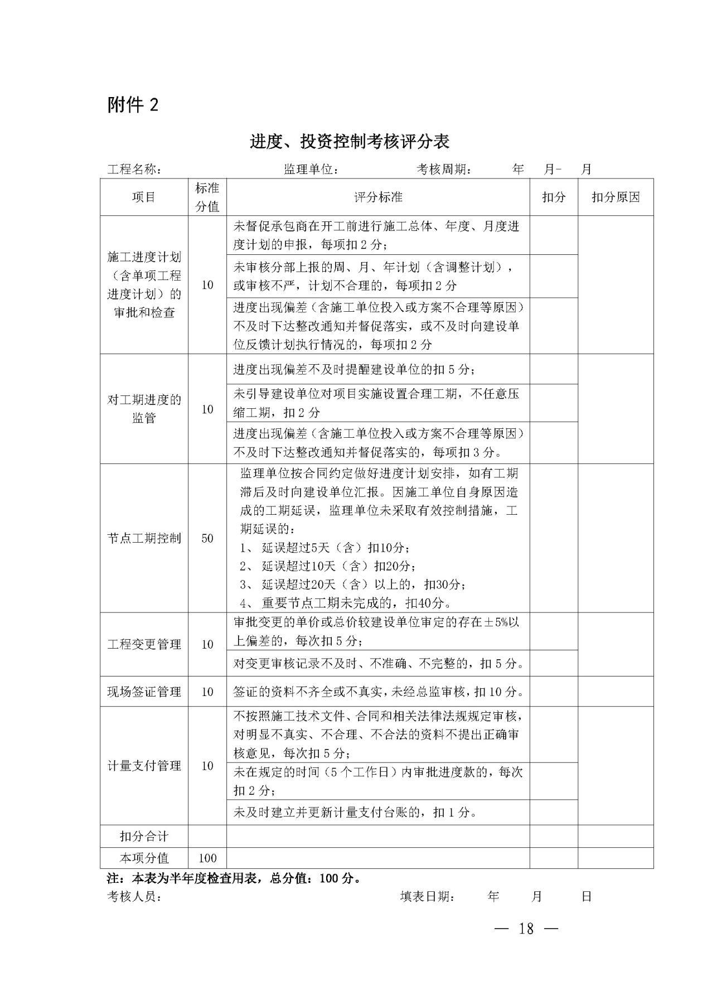 附件 2
进度、投资控制考核评分表
工程名称： 监理单位： 考核周期： 年 月- 月
项目 标准分值 评分标准 扣分 扣分原因
施工进度计划
（含单项工程
进度计划）的
审批和检查
10
未督促承包商在开工前进行施工总体、年度、月度进
度计划的申报，每项扣 2 分；
未审核分部上报的周、月、年计划（含调整计划），
或审核不严，计划不合理的，每项扣 2 分
进度出现偏差（含施工单位投入或方案不合理等原因）
不及时下达整改通知并督促落实，或不及时向建设单
位反馈计划执行情况的，每项扣 2 分
对工期进度的
监管
10
进度出现偏差不及时提醒建设单位的扣 5 分；
未引导建设单位对项目实施设置合理工期，不任意压
缩工期，扣 2 分
进度出现偏差（含施工单位投入或方案不合理等原因）
不及时下达整改通知并督促落实的，每项扣 3 分。
节点工期控制
50
监理单位按合同约定做好进度计划安排，如有工期
滞后及时向建设单位汇报。因施工单位自身原因造
成的工期延误，监理单位未采取有效控制措施，工
期延误的：
1、 延误超过5天（含）扣10分；
2、 延误超过10天（含）扣20分；
3、 延误超过20天（含）以上的，扣30分；
4、 重要节点工期未完成的，扣40分。
工程变更管理
10
审批变更的单价或总价较建设单位审定的存在±5%以
上偏差的，每次扣 5 分；
对变更审核记录不及时、不准确、不完整的，扣 5 分。
现场签证管理
10
签证的资料不齐全或不真实,未经总监审核,扣 10 分。
计量支付管理
10
不按照施工技术文件、合同和相关法律法规规定审核，
对明显不真实、不合理、不合法的资料不提出正确审
核意见，每次扣 5 分；
未在规定的时间（5 个工作日）内审批进度款的，每次
扣 2 分；
未及时建立并更新计量支付台账的，扣 1 分。
扣分合计
本项分值 100
注：本表为半年度检查用表，总分值：100 分。
考核人员： 填表日期： 年 月 日
— 18 —